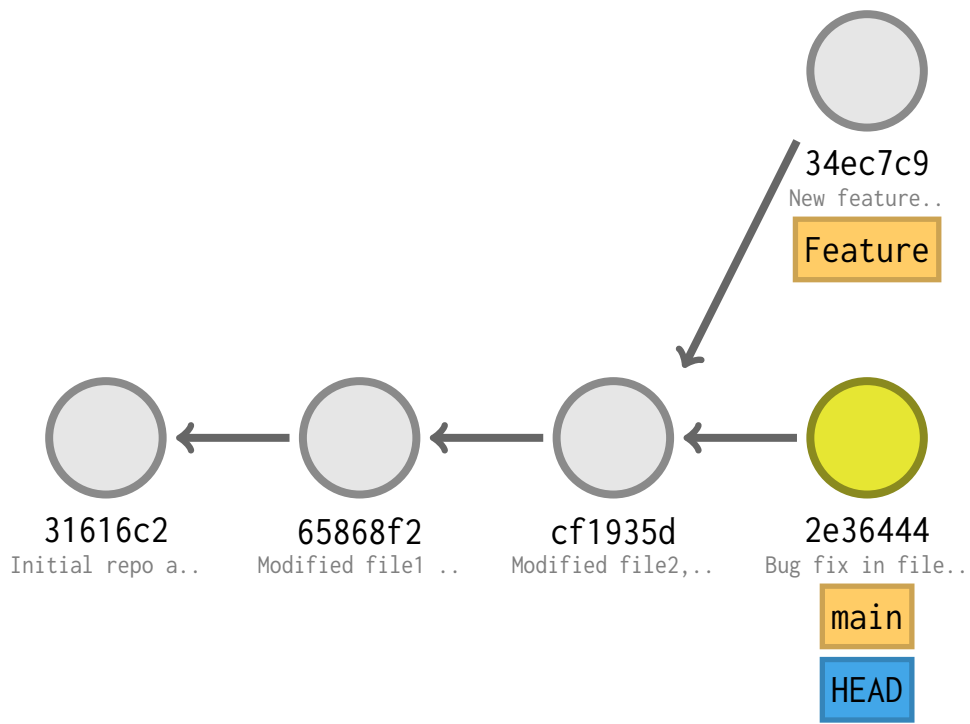 34ec7c9
New feature..
Feature
31616c2
Initial repo a..
65868f2
Modified file1 ..
cf1935d
Modified file2,..
2e36444
Bug fix in file..
main
HEAD